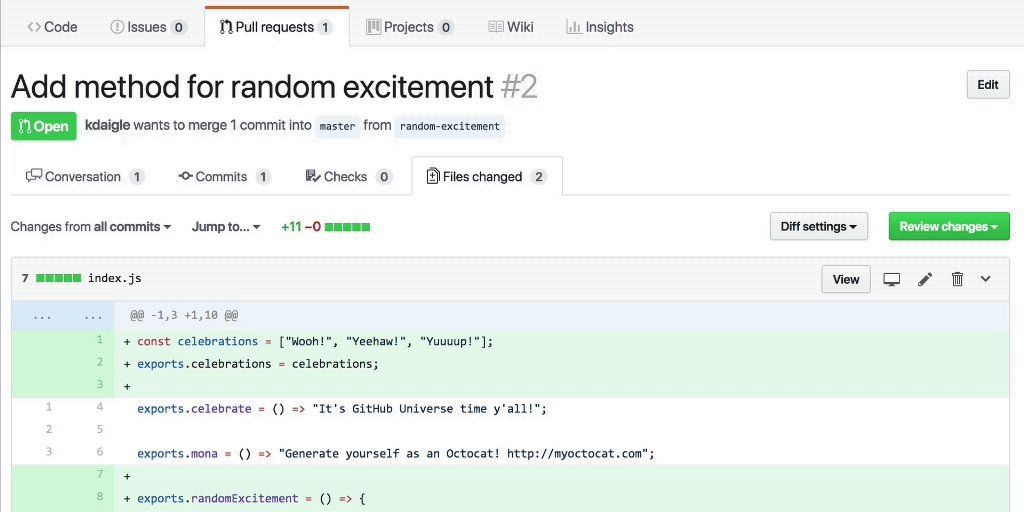 <> Code Issues 0 Pull requests 1 Projects 0 Wiki Insights
Add method for random excitement #2 Edit
Open kdaigle wants to merge 1 commit into master from random-excitement
Conversation 1 Commits 1 Checks 0 Files changed 2
Changes from all commits Jump to... +11 −0 Diff settings Review changes
7 index.js View
... ... @@ -1,3 +1,10 @@
1 + const celebrations = ["Wooh!", "Yeehaw!", "Yuuuup!"];
2 + exports.celebrations = celebrations;
3 +
1 4 exports.celebrate = () => "It's GitHub Universe time y'all!";
2 5
3 6 exports.mona = () => "Generate yourself as an Octocat! http://myoctocat.com";
7 +
8 + exports.randomExcitement = () => {